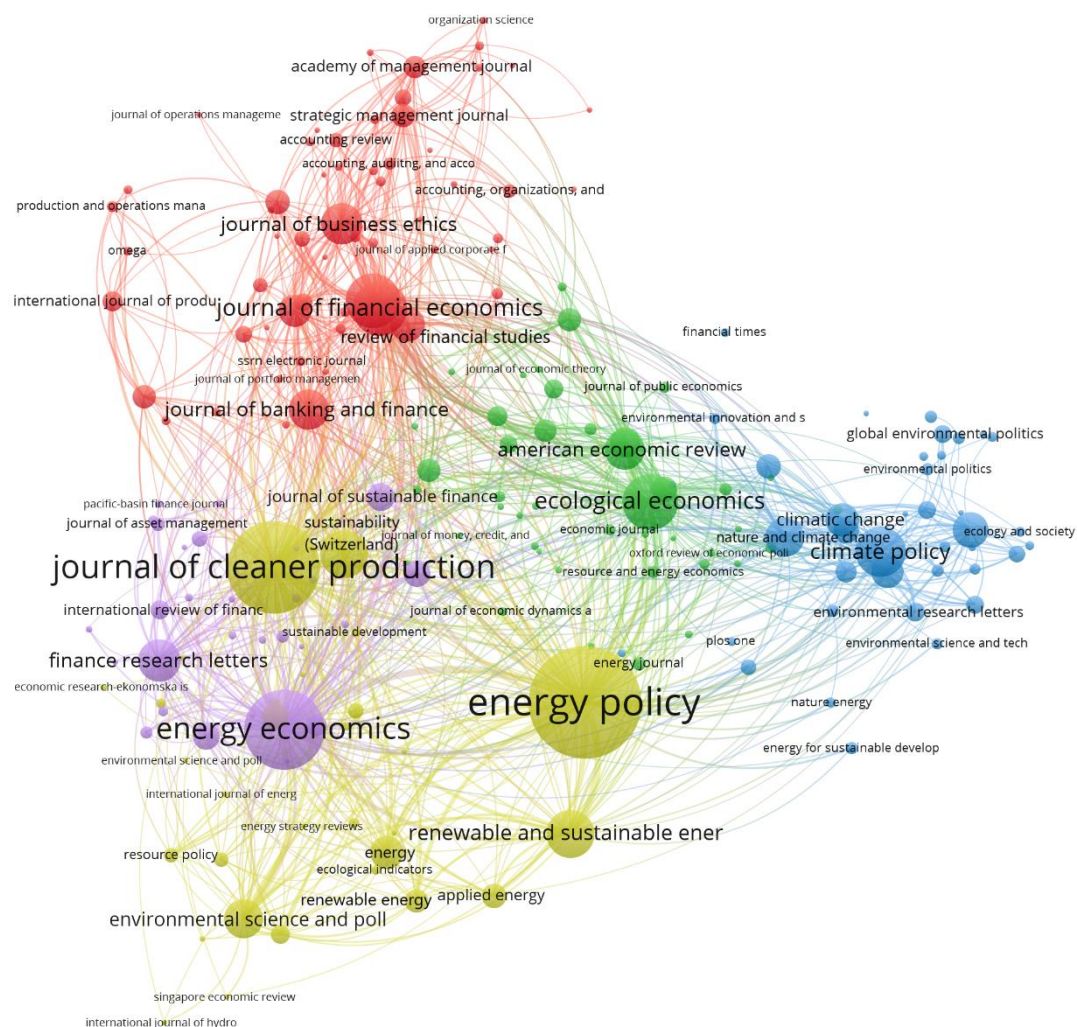 organization science
academy of management journal
journal of operations manageme
strategic management journal
accounting review
accounting, audiitng, and acco
accounting, organizations, and
production and operations mana
journal of business ethics
journal of applied corporate f
omega
international journal of produ
journal of financial economics
review of financial studies
financial times
ssrn electronic journal
journal of economic theory
journal of portfolio managemen
journal of public economics
journal of banking and finance
environmental innovation and s
global environmental politics
american economic review
environmental politics
journal of sustainable finance
ecological economics
pacific-basin finance journal
journal of asset management
sustainability
(Switzerland)
journal of money, credit, and
economic journal
climatic change
nature and climate change
ecology and society
oxford review of economic poli
climate policy
journal of cleaner production
resource and energy economics
international review of financ
journal of economic dynamics a
environmental research letters
sustainable development
plos one
environmental science and tech
finance research letters
energy journal
economic research-ekonomska is
energy policy
nature energy
energy economics
energy for sustainable develop
environmental science and poll
international journal of energ
energy strategy reviews
renewable and sustainable ener
resource policy
energy
ecological indicators
renewable energy
applied energy
environmental science and poll
singapore economic review
international journal of hydro